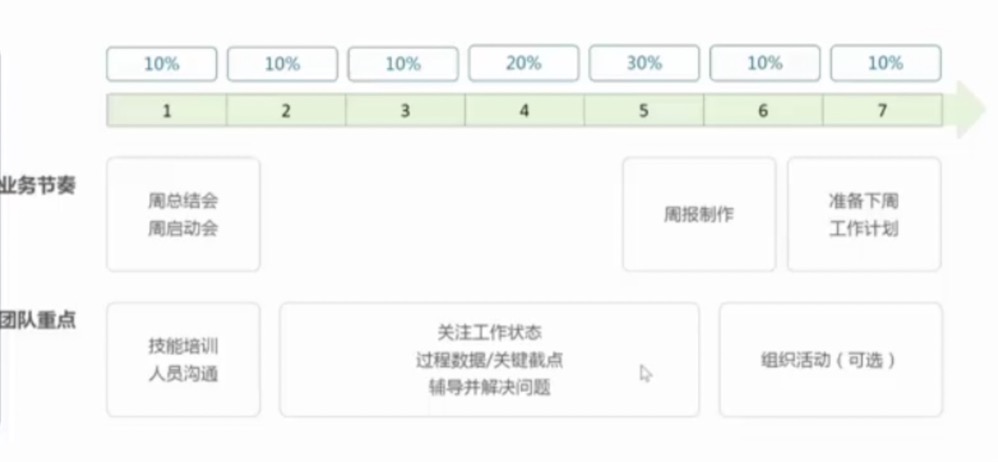 10% 10% 10% 20% 30% 10% 10%
1 2 3 4 5 6 7
业务节奏
周总结会
周启动会
周报制作
准备下周
工作计划
团队重点
技能培训
人员沟通
关注工作状态
过程数据/关键截点
辅导并解决问题
组织活动（可选）